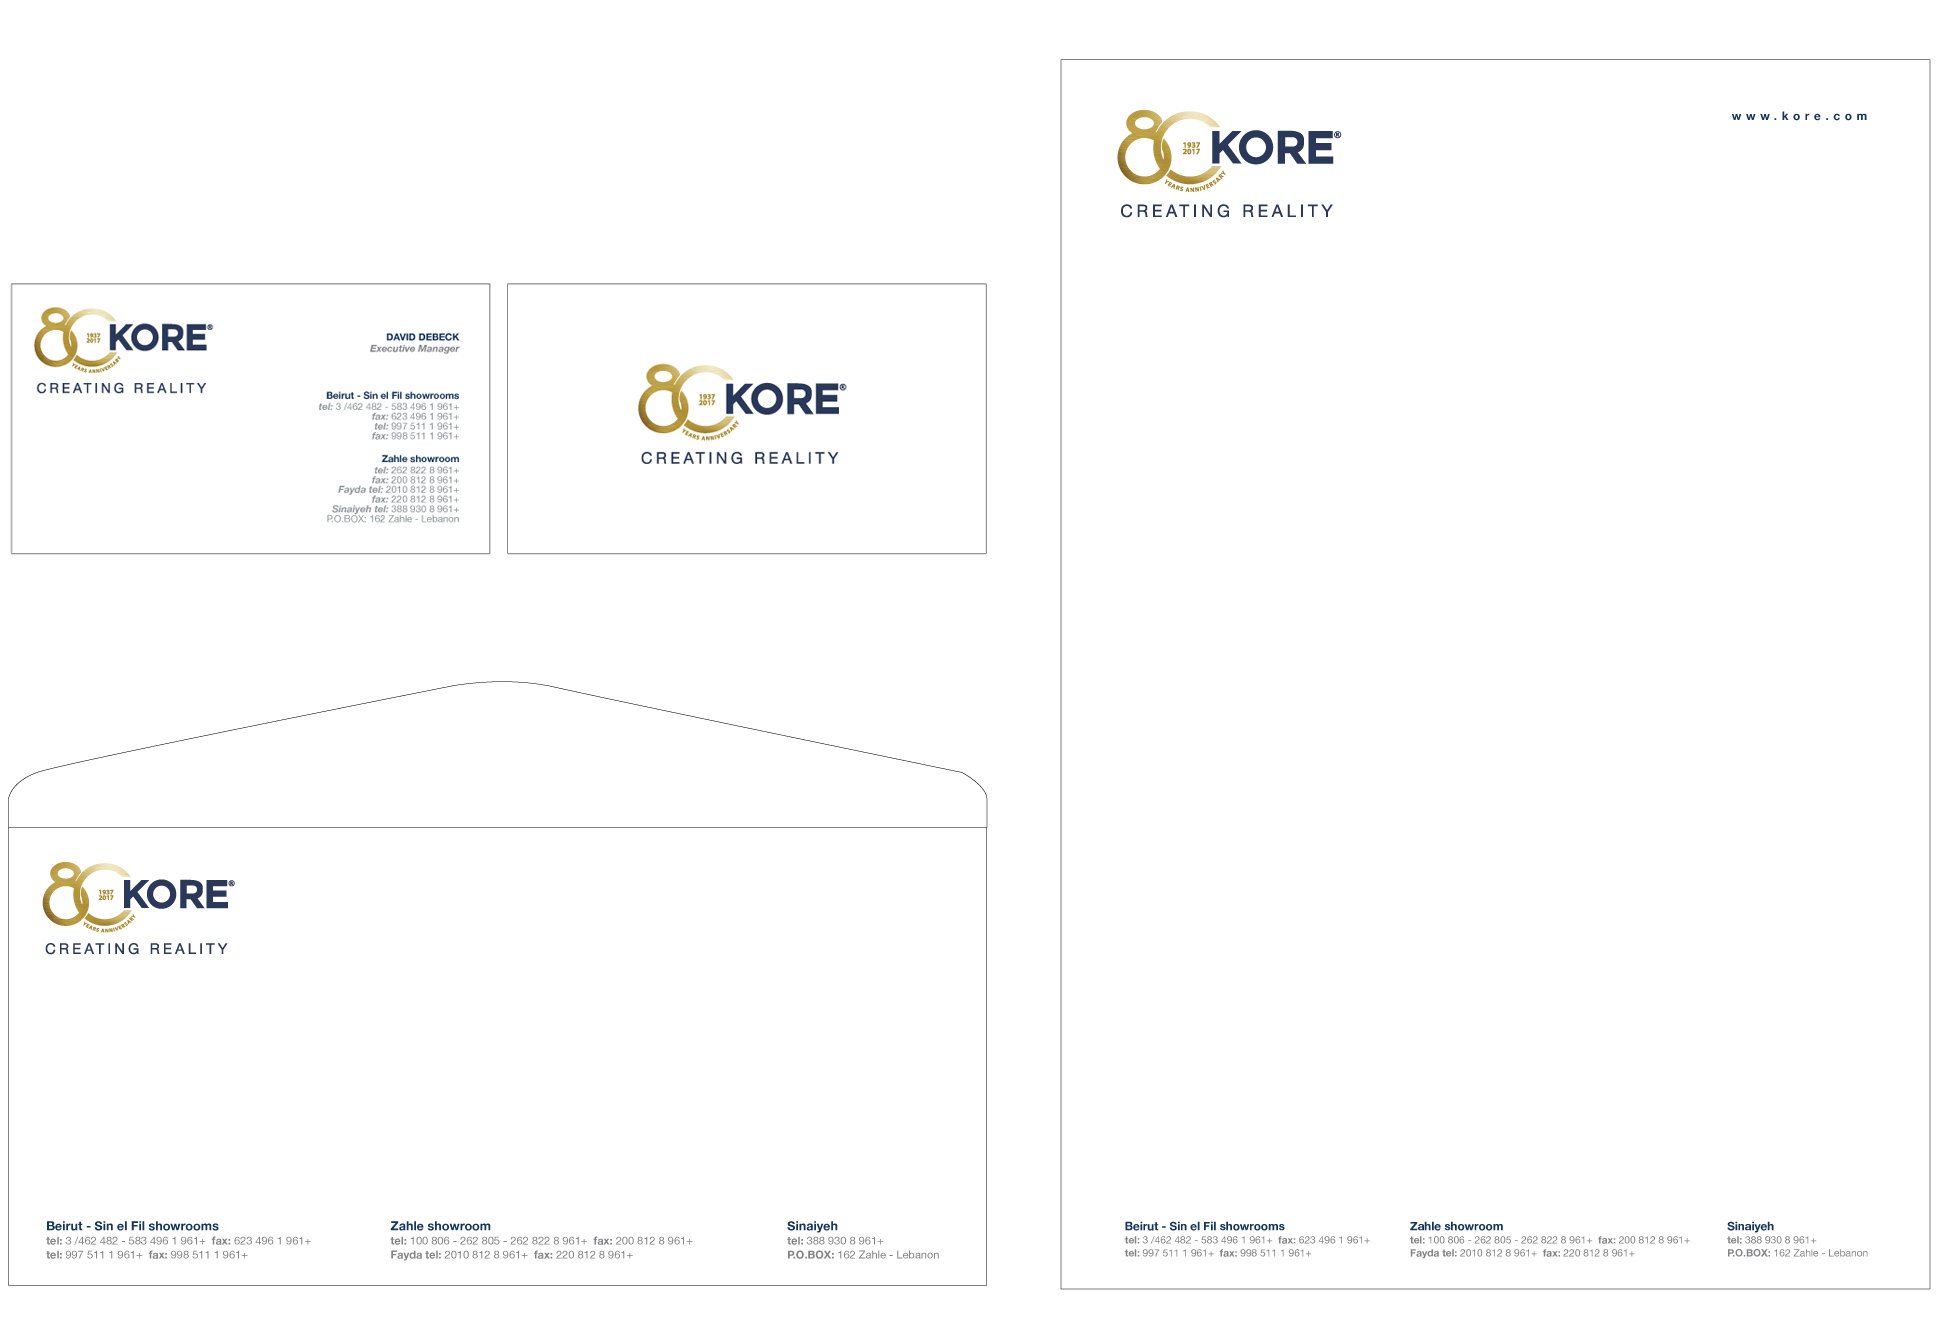 80 KORE®
1937
2017
YEARS ANNIVERSARY
CREATING REALITY
DAVID DEBECK
Executive Manager
Beirut - Sin el Fil showrooms
tel: 3 /462 482 - 583 496 1 961+
fax: 623 496 1 961+
tel: 997 511 1 961+
fax: 998 511 1 961+
Zahle showroom
tel: 262 822 8 961+
fax: 200 812 8 961+
Fayda tel: 2010 812 8 961+
fax: 220 812 8 961+
Sinaiyeh tel: 388 930 8 961+
P.O.BOX: 162 Zahle - Lebanon
80 KORE®
1937
2017
YEARS ANNIVERSARY
CREATING REALITY
80 KORE®
1937
2017
YEARS ANNIVERSARY
CREATING REALITY
Beirut - Sin el Fil showrooms
tel: 3 /462 482 - 583 496 1 961+ fax: 623 496 1 961+
tel: 997 511 1 961+ fax: 998 511 1 961+
Zahle showroom
tel: 100 806 - 262 805 - 262 822 8 961+ fax: 200 812 8 961+
Fayda tel: 2010 812 8 961+ fax: 220 812 8 961+
Sinaiyeh
tel: 388 930 8 961+
P.O.BOX: 162 Zahle - Lebanon
80 KORE®
1937
2017
YEARS ANNIVERSARY
CREATING REALITY
www.kore.com
Beirut - Sin el Fil showrooms
tel: 3 /462 482 - 583 496 1 961+ fax: 623 496 1 961+
tel: 997 511 1 961+ fax: 998 511 1 961+
Zahle showroom
tel: 100 806 - 262 805 - 262 822 8 961+ fax: 200 812 8 961+
Fayda tel: 2010 812 8 961+ fax: 220 812 8 961+
Sinaiyeh
tel: 388 930 8 961+
P.O.BOX: 162 Zahle - Lebanon